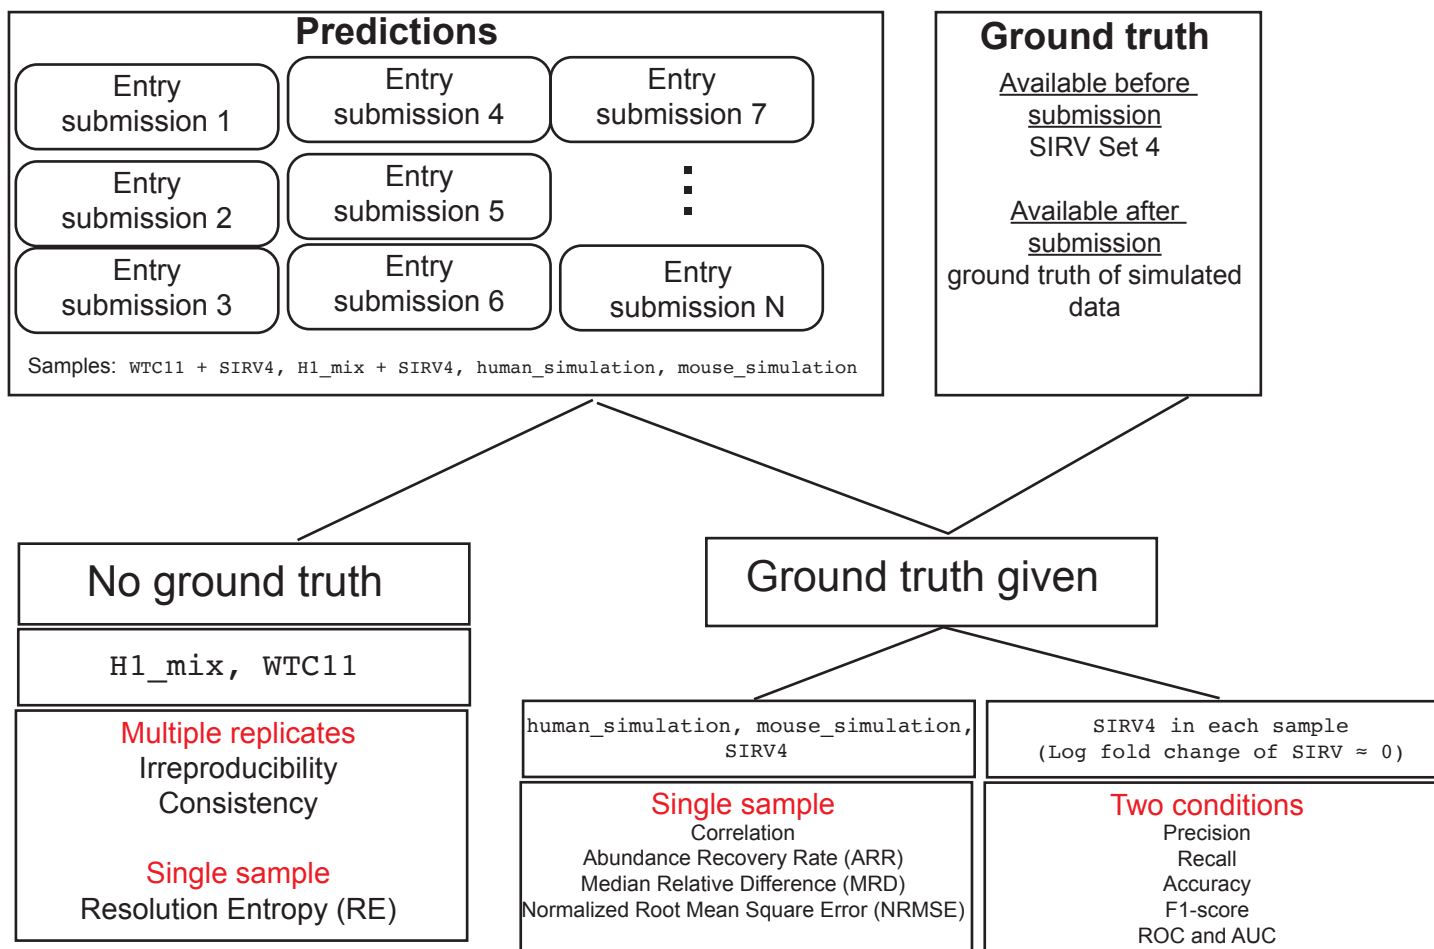 Predictions
Entry
submission 1
Entry
submission 4
Entry
submission 7
Entry
submission 2
Entry
submission 5
Entry
submission 3
Entry
submission 6
Entry
submission N
Samples: WTC11 + SIRV4, H1_mix + SIRV4, human_simulation, mouse_simulation
Ground truth
Available before
submission
SIRV Set 4
Available after
submission
ground truth of simulated
data
No ground truth
H1_mix, WTC11
Multiple replicates
Irreproducibility
Consistency
Single sample
Resolution Entropy (RE)
Ground truth given
human_simulation, mouse_simulation,
SIRV4
Single sample
Correlation
Abundance Recovery Rate (ARR)
Median Relative Difference (MRD)
Normalized Root Mean Square Error (NRMSE)
SIRV4 in each sample
(Log fold change of SIRV ≈ 0)
Two conditions
Precision
Recall
Accuracy
F1-score
ROC and AUC